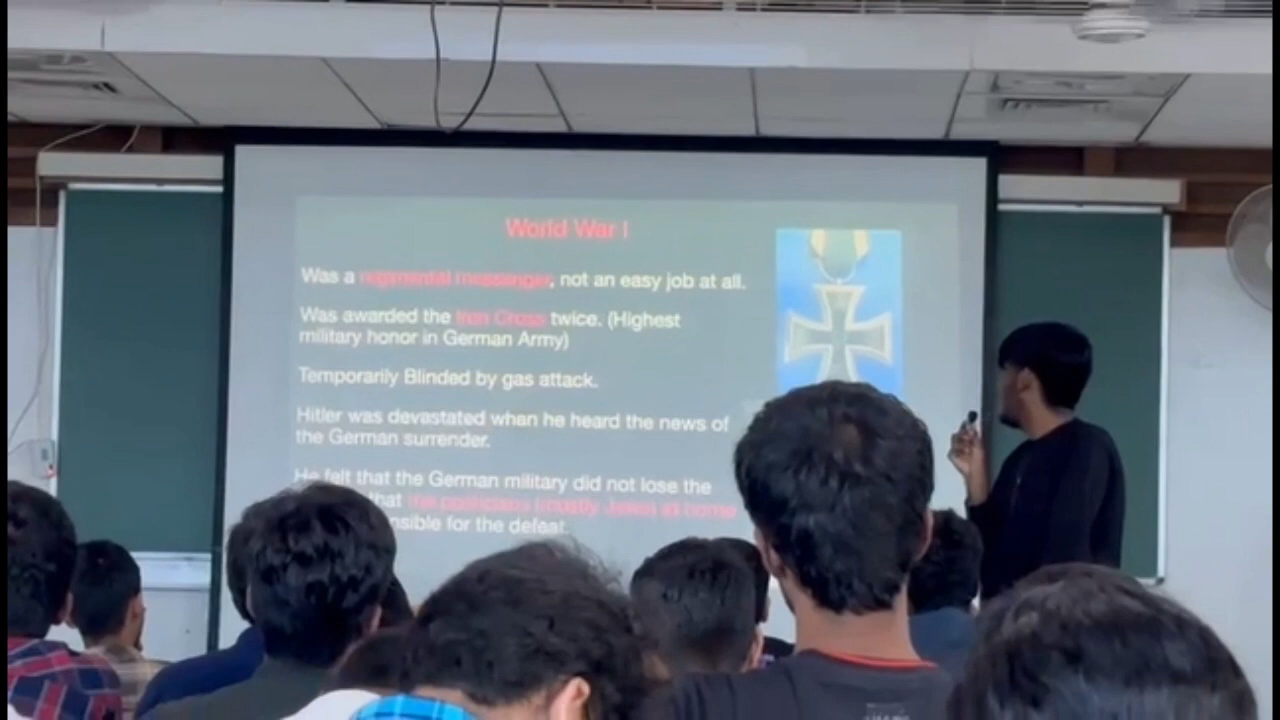 World War I
Was a regimental messenger, not an easy job at all.
Was awarded the Iron Cross twice. (Highest
military honor in German Army)
Temporarily Blinded by gas attack.
Hitler was devastated when he heard the news of
the German surrender.
He felt that the German military did not lose the
that the politicians (mostly Jews) at home
for the defeat.